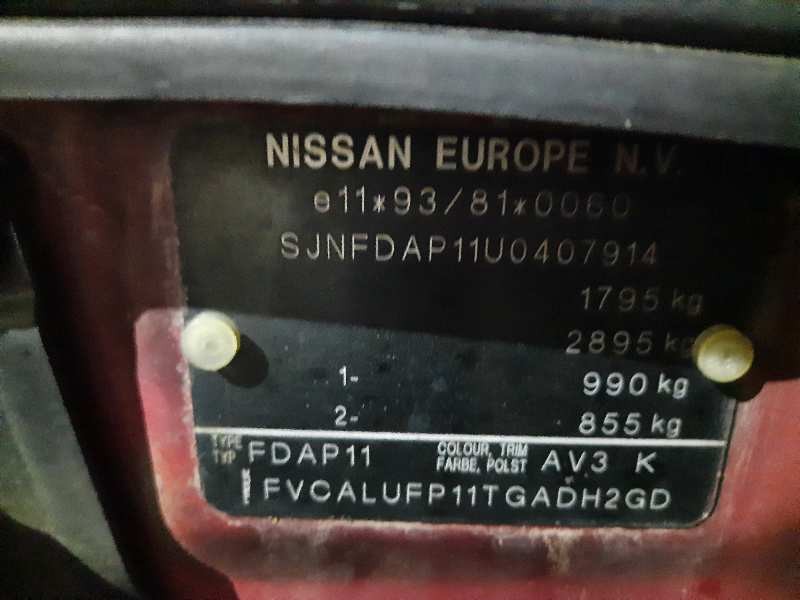 NISSAN EUROPE N.V.
e11*93/81*0060
SJNFDAP11U0407914
1795 kg
2895 kg
1- 990 kg
2- 855 kg
TYPE TYP FDAP11 COLOUR, TRIM FARBE, POLST AV3 K
FVCALUFP11TGADH2GD